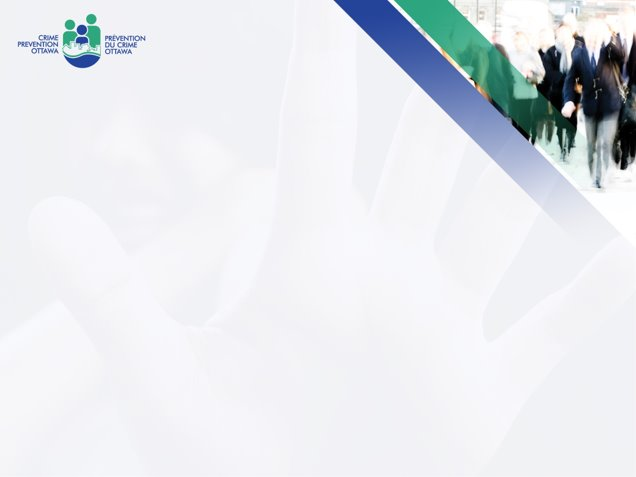 CRIME
PREVENTION
OTTAWA
PRÉVENTION
DU CRIME
OTTAWA